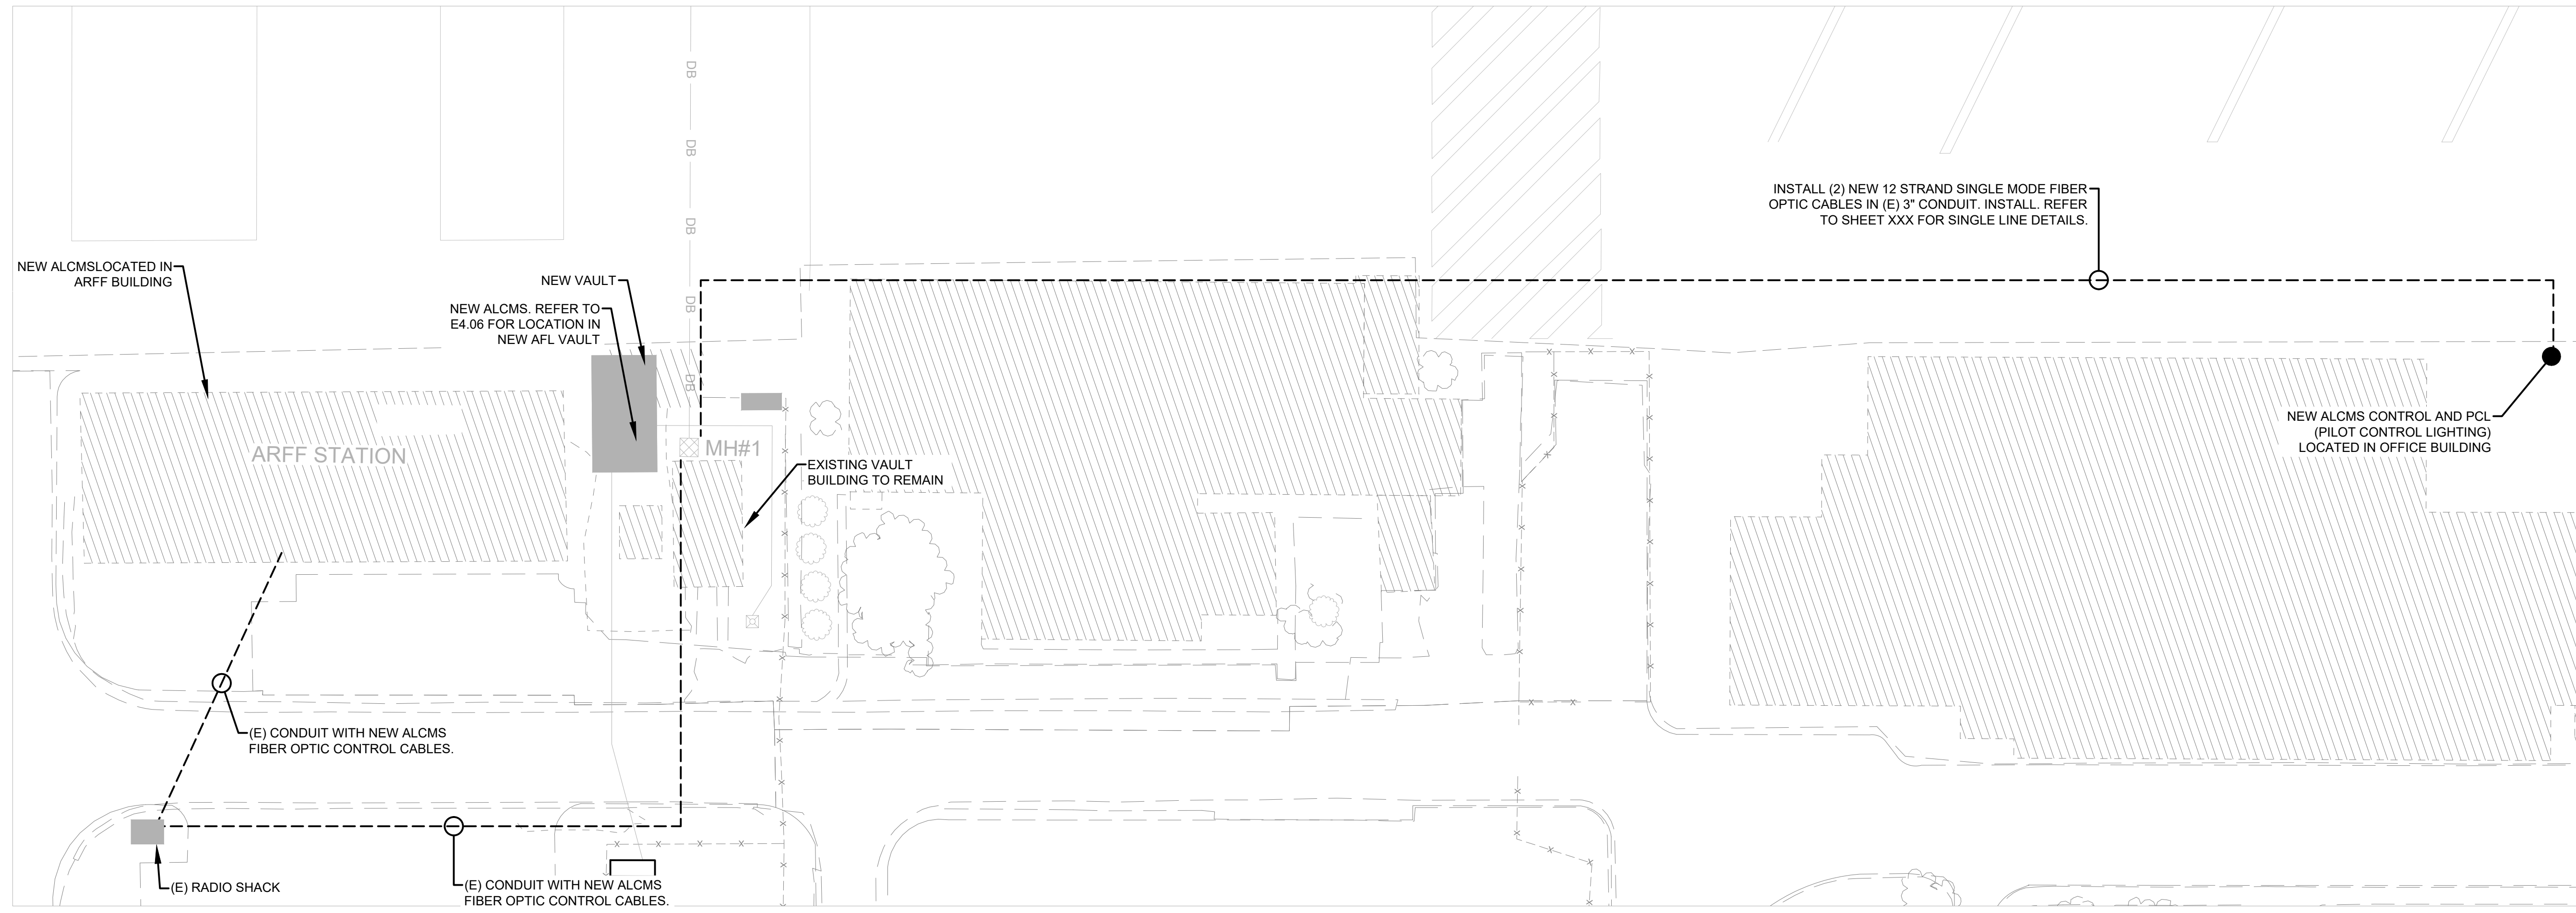 DB
DB
DB
DB
DB
INSTALL (2) NEW 12 STRAND SINGLE MODE FIBER
OPTIC CABLES IN (E) 3" CONDUIT. INSTALL. REFER
TO SHEET XXX FOR SINGLE LINE DETAILS.
NEW ALCMSLOCATED IN
ARFF BUILDING
NEW VAULT
NEW ALCMS. REFER TO
E4.06 FOR LOCATION IN
NEW AFL VAULT
ARFF STATION
MH#1
EXISTING VAULT
BUILDING TO REMAIN
NEW ALCMS CONTROL AND PCL
(PILOT CONTROL LIGHTING)
LOCATED IN OFFICE BUILDING
(E) CONDUIT WITH NEW ALCMS
FIBER OPTIC CONTROL CABLES.
(E) RADIO SHACK
(E) CONDUIT WITH NEW ALCMS
FIBER OPTIC CONTROL CABLES.